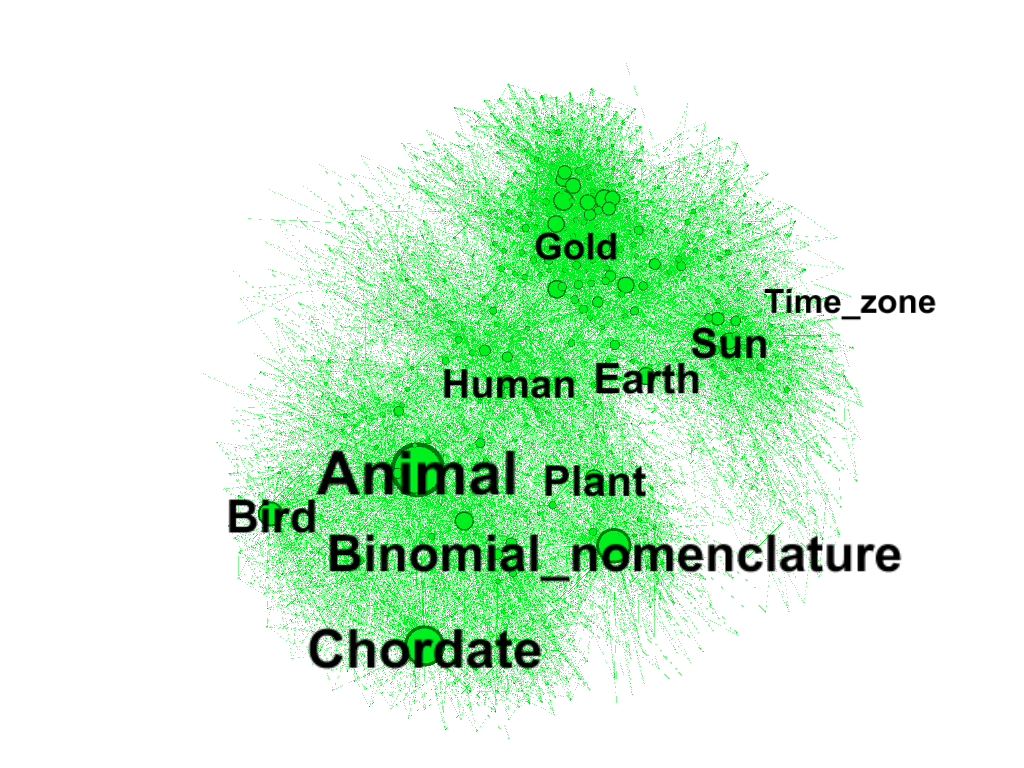 Gold
Time_zone
Sun
Human
Earth
Animal
Plant
Bird
Binomial_nomenclature
Chordate